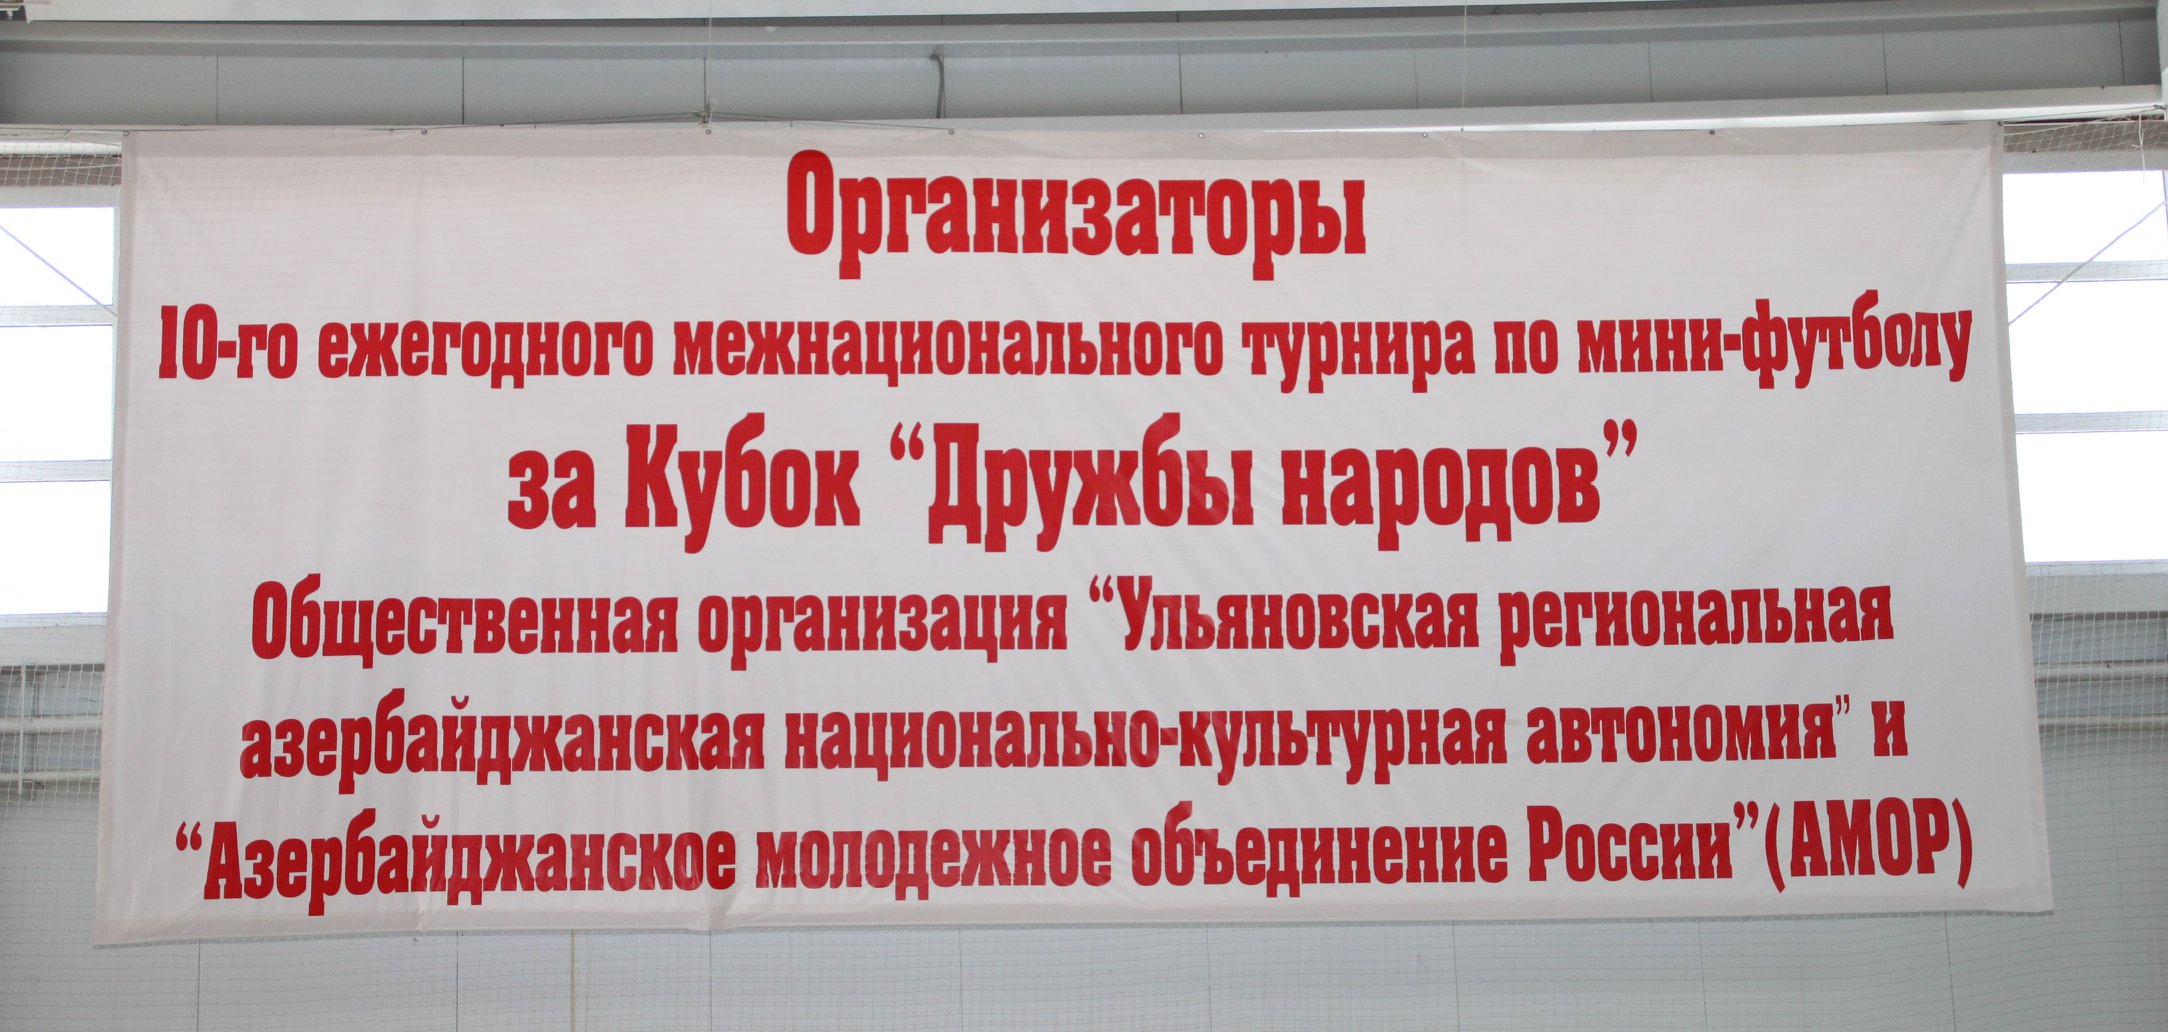 Организаторы
10-го ежегодного межнационального турнира по мини-футболу
за Кубок “Дружбы народов”
Общественная организация “Ульяновская региональная
азербайджанская национально-культурная автономия” и
“Азербайджанское молодежное объединение России”(АМОР)